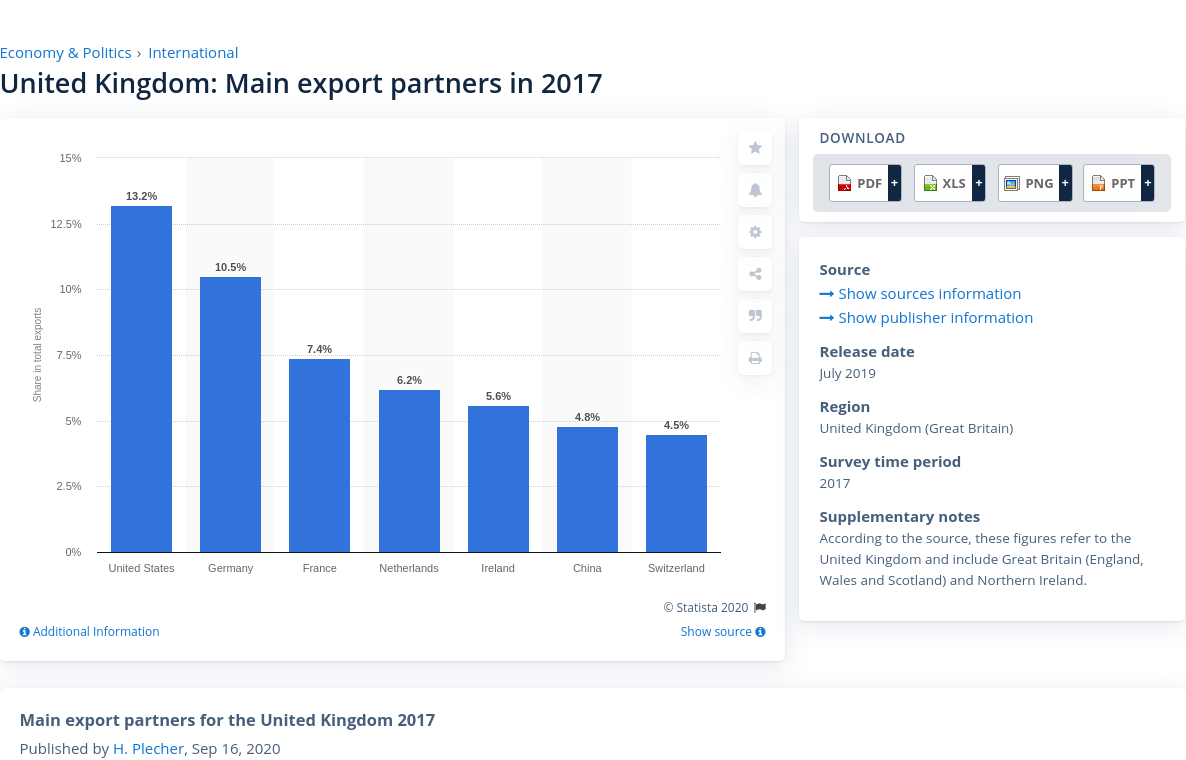 Economy & Politics › International
United Kingdom: Main export partners in 2017
15%
12.5%
10%
7.5%
5%
2.5%
0%
Share in total exports
13.2%
10.5%
7.4%
6.2%
5.6%
4.8%
4.5%
United States
Germany
France
Netherlands
Ireland
China
Switzerland
© Statista 2020
Additional Information
Show source
DOWNLOAD
PDF +
XLS +
PNG +
PPT +
Source
Show sources information
Show publisher information
Release date
July 2019
Region
United Kingdom (Great Britain)
Survey time period
2017
Supplementary notes
According to the source, these figures refer to the
United Kingdom and include Great Britain (England,
Wales and Scotland) and Northern Ireland.
Main export partners for the United Kingdom 2017
Published by H. Plecher, Sep 16, 2020